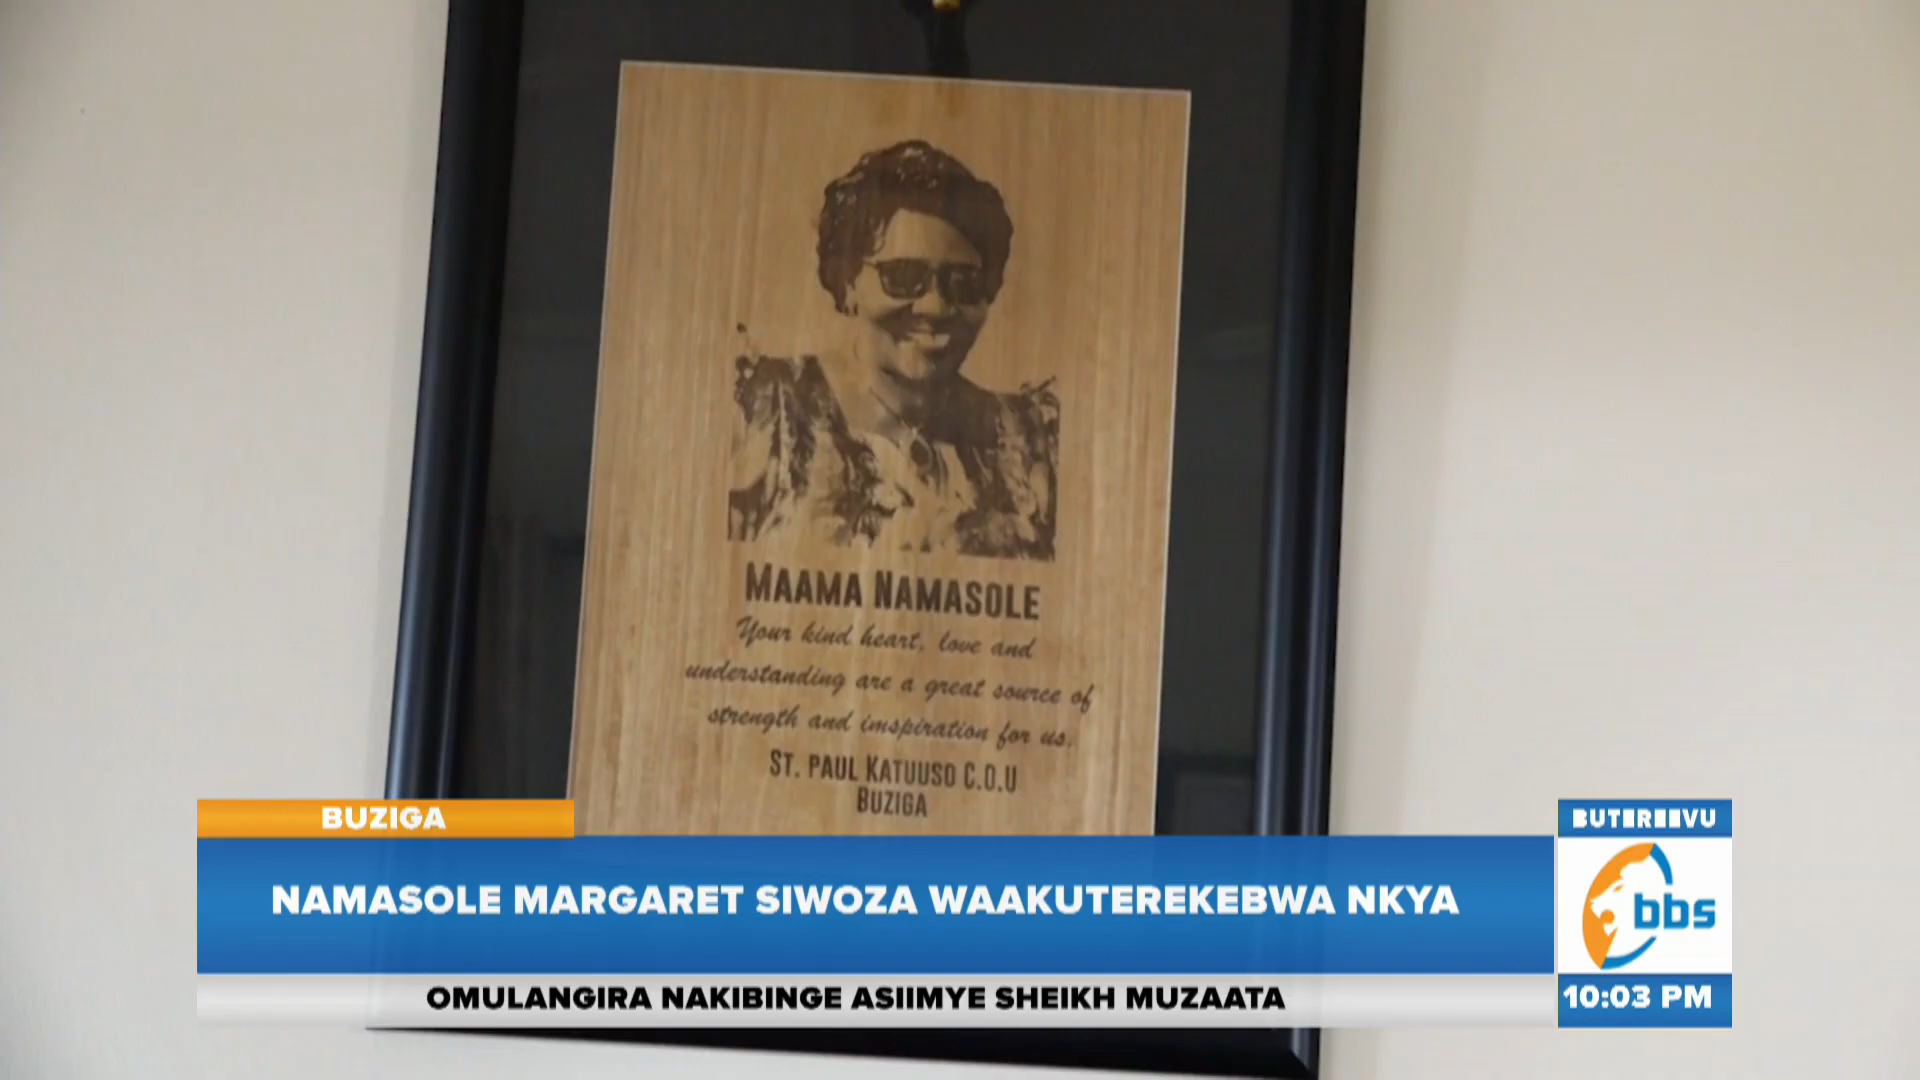 MAAMA NAMASOLE
Your kind heart, love and
understanding are a great source of
strength and imspiration for us.
ST. PAUL KATUUSO C.O.U
BUZIGA
BUZIGA
NAMASOLE MARGARET SIWOZA WAAKUTEREKEBWA NKYA
OMULANGIRA NAKIBINGE ASIIMYE SHEIKH MUZAATA
BUTEREEVU
bbs
10:03 PM